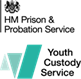 HM Prison &
Probation Service
Youth
Custody
Service